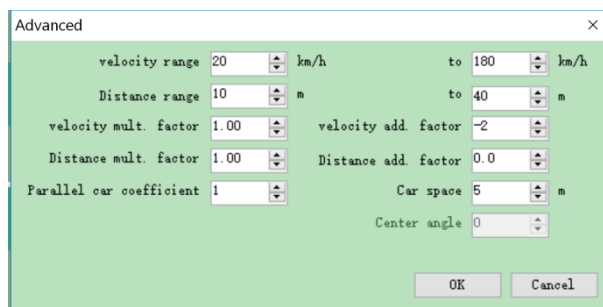 Advanced
velocity range 20 km/h to 180 km/h
Distance range 10 m to 40 m
velocity mult. factor 1.00 velocity add. factor -2
Distance mult. factor 1.00 Distance add. factor 0.0
Parallel car coefficient 1 Car space 5 m
Center angle 0
OK Cancel